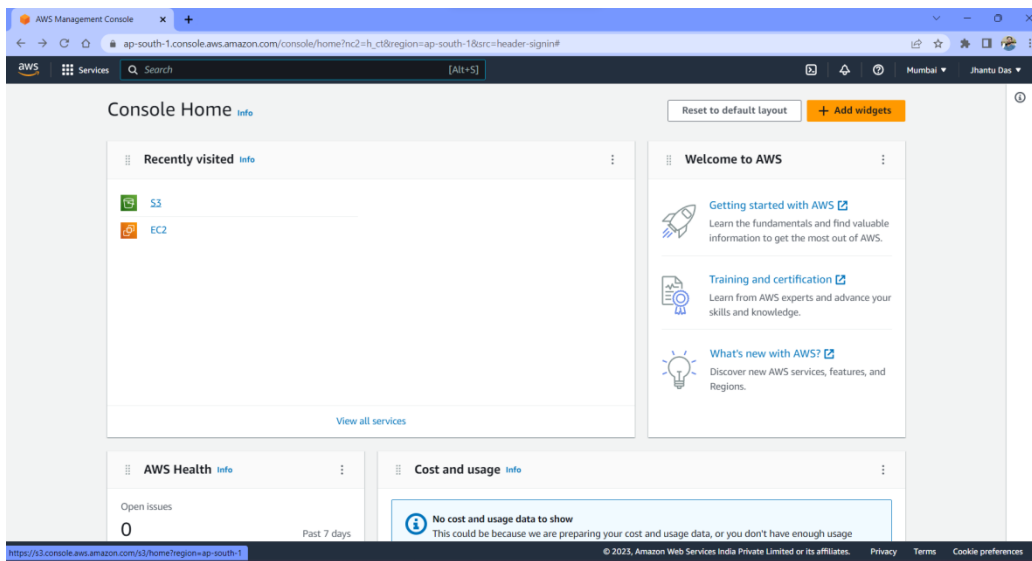 AWS Management Console
ap-south-1.console.aws.amazon.com/console/home?nc2=h_ct&region=ap-south-1&src=header-signin#
aws Services Search [Alt+S] Mumbai Jhantu Das
Console Home Info Reset to default layout + Add widgets
Recently visited Info
S3
EC2
View all services
Welcome to AWS
Getting started with AWS
Learn the fundamentals and find valuable
information to get the most out of AWS.
Training and certification
Learn from AWS experts and advance your
skills and knowledge.
What's new with AWS?
Discover new AWS services, features, and
Regions.
AWS Health Info
Open issues
0 Past 7 days
Cost and usage Info
No cost and usage data to show
This could be because we are preparing your cost and usage data, or you don't have enough usage
https://s3.console.aws.amazon.com/s3/home?region=ap-south-1
© 2023, Amazon Web Services India Private Limited or its affiliates. Privacy Terms Cookie preferences